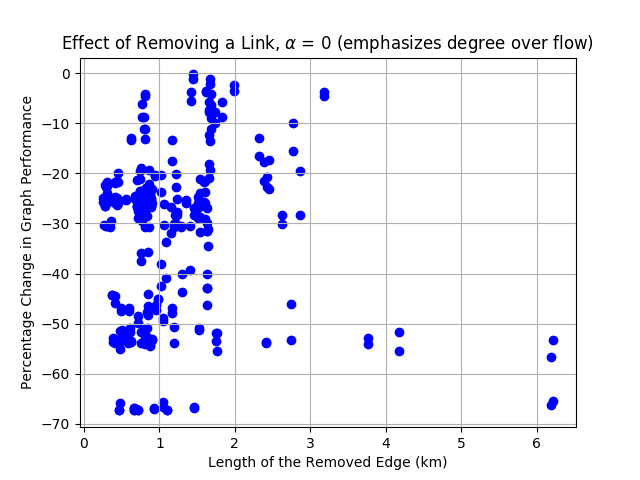 Effect of Removing a Link, α = 0 (emphasizes degree over flow)
Percentage Change in Graph Performance
0
−10
−20
−30
−40
−50
−60
−70
0 1 2 3 4 5 6
Length of the Removed Edge (km)